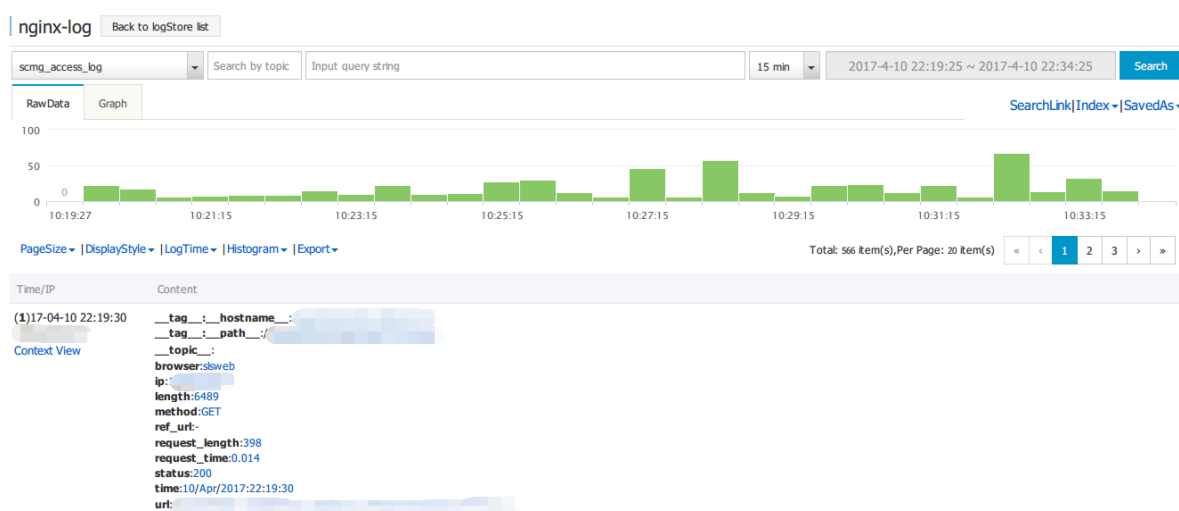 nginx-log Back to logStore list
scmg_access_log Search by topic Input query string 15 min 2017-4-10 22:19:25 ~ 2017-4-10 22:34:25 Search
RawData Graph
SearchLink|Index|SavedAs
100
50
0
0
10:19:27 10:21:15 10:23:15 10:25:15 10:27:15 10:29:15 10:31:15 10:33:15
PageSize |DisplayStyle |LogTime |Histogram |Export Total: 566 item(s),Per Page: 20 item(s) « ‹ 1 2 3 › »
Time/IP Content
(1)17-04-10 22:19:30 __tag__:__hostname__:
__tag__:__path__:/
Context View __topic__:
browser:slsweb
ip:
length:6489
method:GET
ref_url:-
request_length:398
request_time:0.014
status:200
time:10/Apr/2017:22:19:30
url: